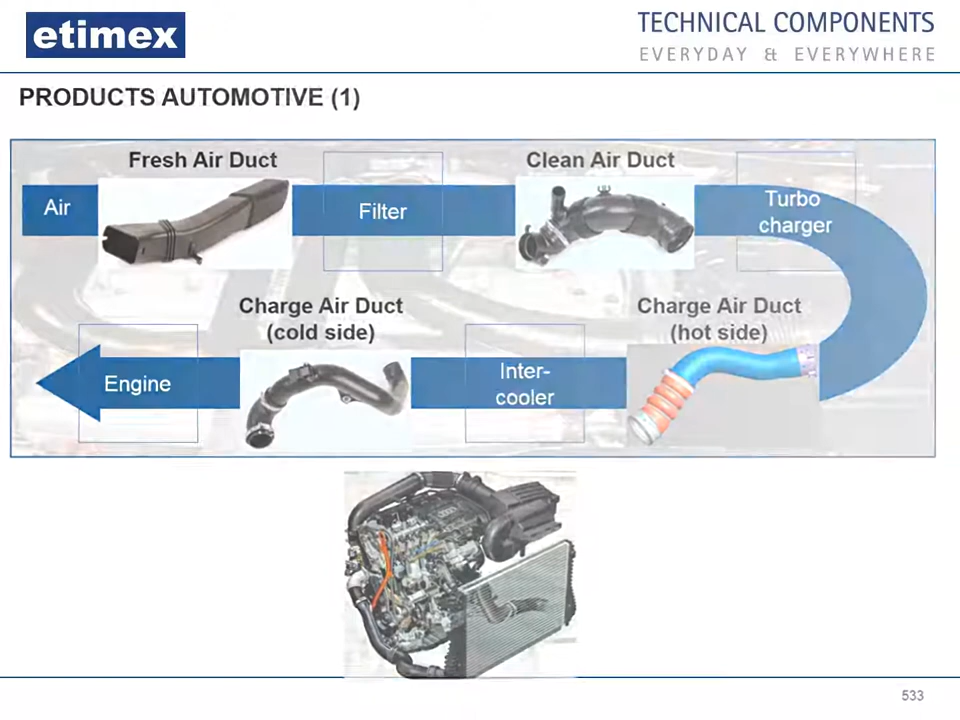 etimex
TECHNICAL COMPONENTS
EVERYDAY & EVERYWHERE
PRODUCTS AUTOMOTIVE (1)
Fresh Air Duct
Clean Air Duct
Air
Filter
Turbo
charger
Charge Air Duct
(cold side)
Charge Air Duct
(hot side)
Engine
Inter-
cooler
533